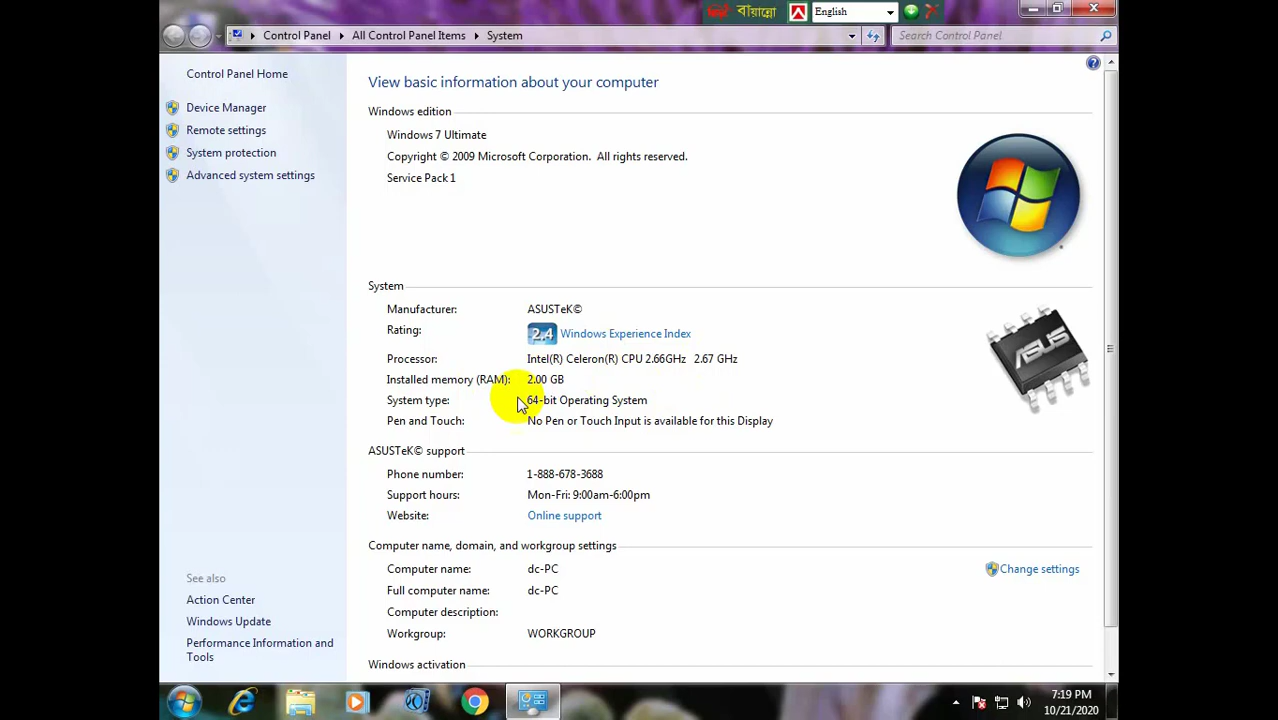 বায়ান্নো
English
Control Panel
All Control Panel Items
System
Search Control Panel
Control Panel Home
Device Manager
Remote settings
System protection
Advanced system settings
View basic information about your computer
Windows edition
Windows 7 Ultimate
Copyright © 2009 Microsoft Corporation. All rights reserved.
Service Pack 1
System
Manufacturer: ASUSTeK©
Rating: 2.4 Windows Experience Index
Processor: Intel(R) Celeron(R) CPU 2.66GHz 2.67 GHz
Installed memory (RAM): 2.00 GB
System type: 64-bit Operating System
Pen and Touch: No Pen or Touch Input is available for this Display
ASUS
ASUSTeK© support
Phone number: 1-888-678-3688
Support hours: Mon-Fri: 9:00am-6:00pm
Website: Online support
Computer name, domain, and workgroup settings
Computer name: dc-PC
Change settings
Full computer name: dc-PC
Computer description:
Workgroup: WORKGROUP
Windows activation
See also
Action Center
Windows Update
Performance Information and
Tools
7:19 PM
10/21/2020